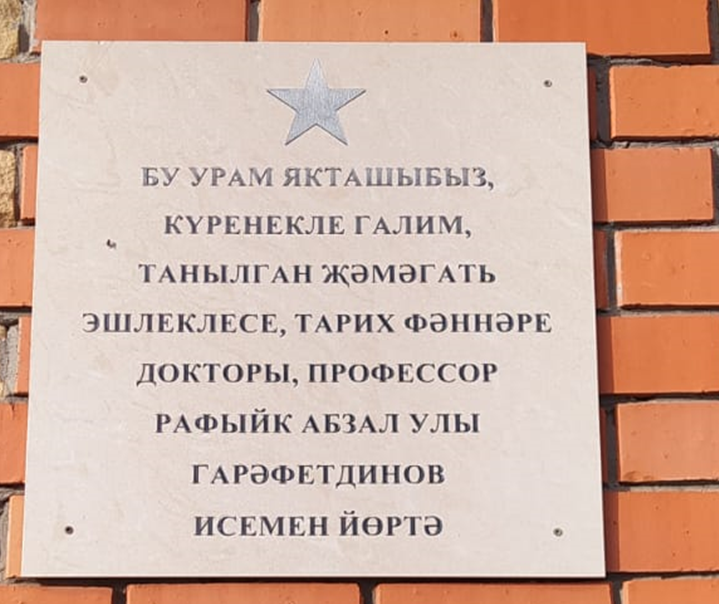 БУ УРАМ ЯКТАШЫБЫЗ,
КҮРЕНЕКЛЕ ГАЛИМ,
ТАНЫЛГАН ҖӘМӘГАТЬ
ЭШЛЕКЛЕСЕ, ТАРИХ ФӘННӘРЕ
ДОКТОРЫ, ПРОФЕССОР
РАФЫЙК АБЗАЛ УЛЫ
ГАРӘФЕТДИНОВ
ИСЕМЕН ЙӨРТӘ